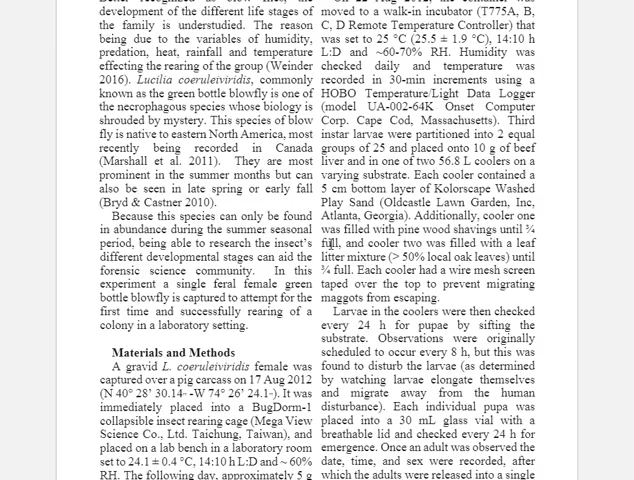 development of the different life stages of
the family is understudied. The reason
being due to the variables of humidity,
predation, heat, rainfall and temperature
effecting the rearing of the group (Weinder
2016). Lucilia coeruleiviridis, commonly
known as the green bottle blowfly is one of
the necrophagous species whose biology is
shrouded by mystery. This species of blow
fly is native to eastern North America, most
recently being recorded in Canada
(Marshall et al. 2011). They are most
prominent in the summer months but can
also be seen in late spring or early fall
(Bryd & Castner 2010).
Because this species can only be found
in abundance during the summer seasonal
period, being able to research the insect's
different developmental stages can aid the
forensic science community. In this
experiment a single feral female green
bottle blowfly is captured to attempt for the
first time and successfully rearing of a
colony in a laboratory setting.
Materials and Methods
A gravid L. coeruleiviridis female was
captured over a pig carcass on 17 Aug 2012
(N 40° 28' 30.14- -W 74° 26' 24.1-). It was
immediately placed into a BugDorm-1
collapsible insect rearing cage (Mega View
Science Co., Ltd. Taichung, Taiwan), and
placed on a lab bench in a laboratory room
set to 24.1 ± 0.4 °C, 14:10 h L:D and ~ 60%
RH. The following day, approximately 5 g
moved to a walk-in incubator (T775A, B,
C, D Remote Temperature Controller) that
was set to 25 °C (25.5 ± 1.9 °C), 14:10 h
L:D and ~60-70% RH. Humidity was
checked daily and temperature was
recorded in 30-min increments using a
HOBO Temperature/Light Data Logger
(model UA-002-64K Onset Computer
Corp. Cape Cod, Massachusetts). Third
instar larvae were partitioned into 2 equal
groups of 25 and placed onto 10 g of beef
liver and in one of two 56.8 L coolers on a
varying substrate. Each cooler contained a
5 cm bottom layer of Kolorscape Washed
Play Sand (Oldcastle Lawn Garden, Inc,
Atlanta, Georgia). Additionally, cooler one
was filled with pine wood shavings until ¾
full, and cooler two was filled with a leaf
litter mixture (> 50% local oak leaves) until
¾ full. Each cooler had a wire mesh screen
taped over the top to prevent migrating
maggots from escaping.
Larvae in the coolers were then checked
every 24 h for pupae by sifting the
substrate. Observations were originally
scheduled to occur every 8 h, but this was
found to disturb the larvae (as determined
by watching larvae elongate themselves
and migrate away from the human
disturbance). Each individual pupa was
placed into a 30 mL glass vial with a
breathable lid and checked every 24 h for
emergence. Once an adult was observed the
date, time, and sex were recorded, after
which the adults were released into a single